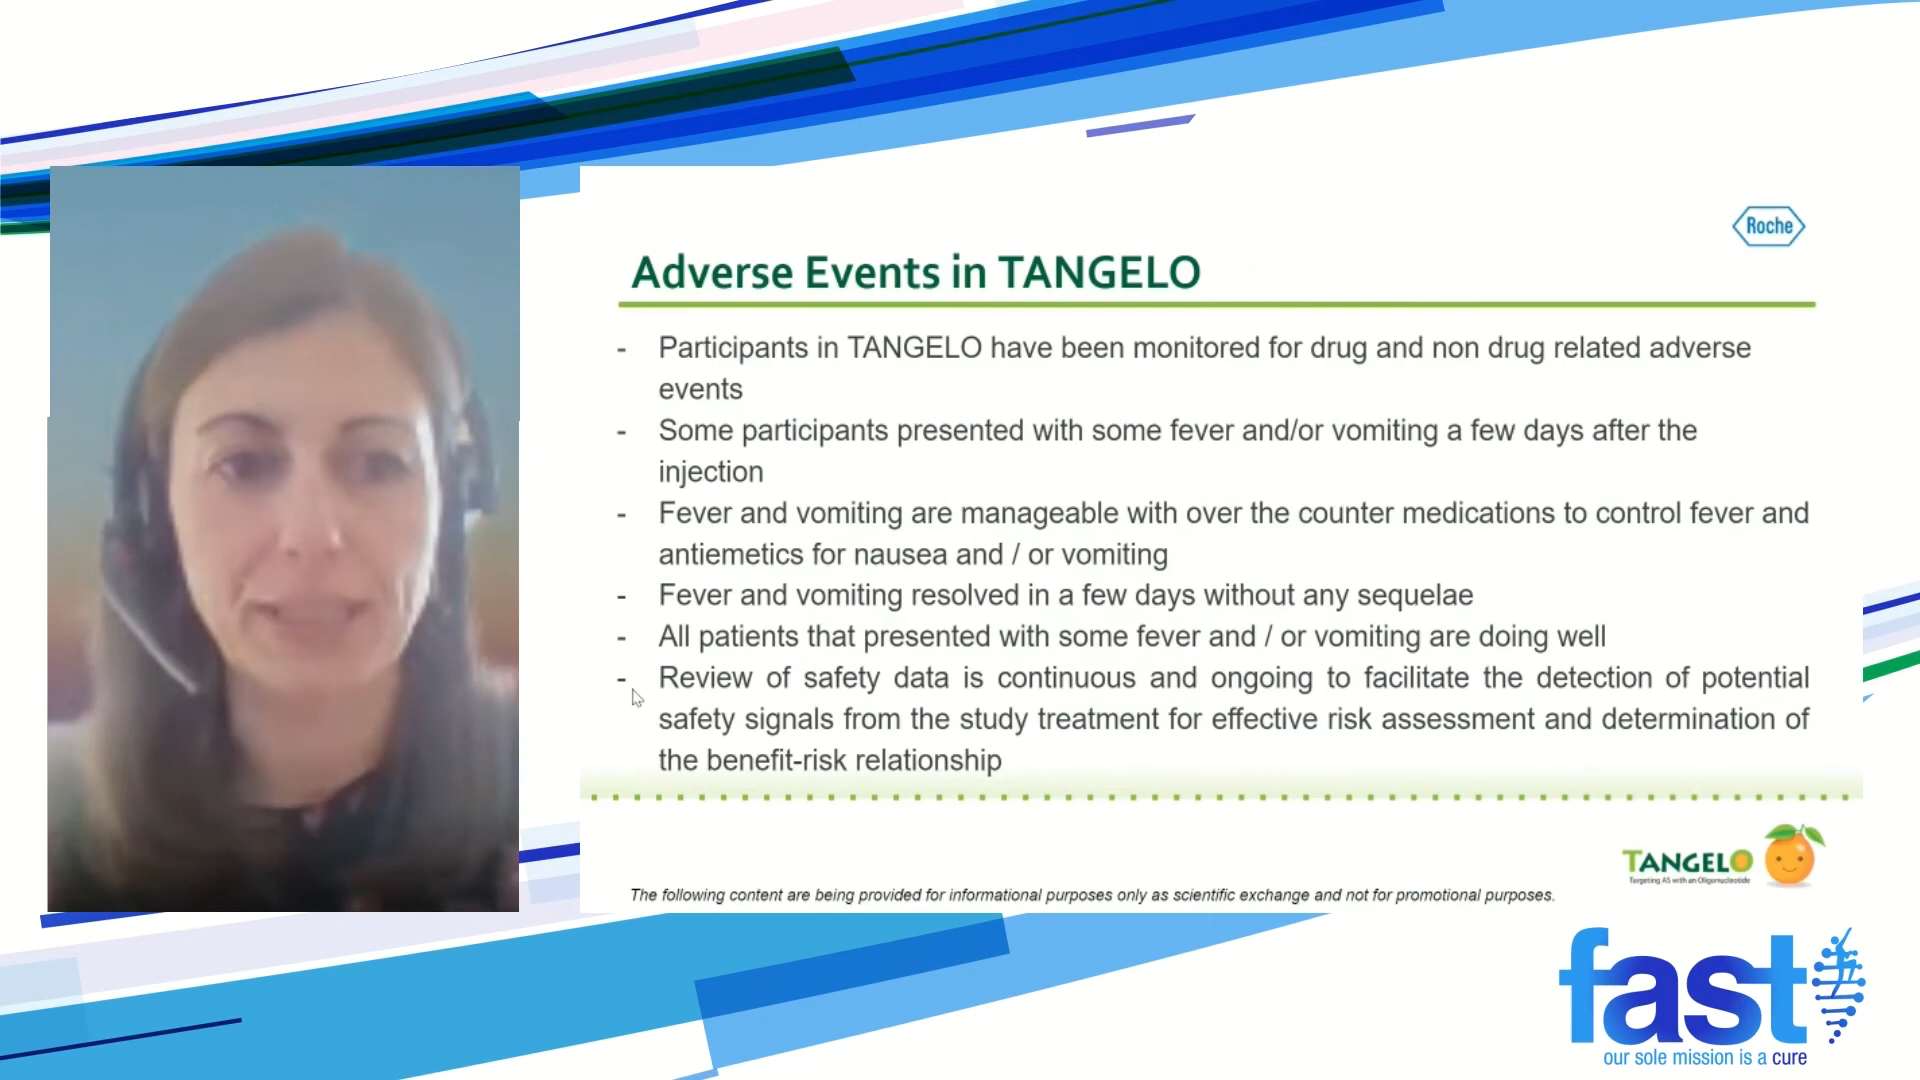 Roche
Adverse Events in TANGELO
- Participants in TANGELO have been monitored for drug and non drug related adverse
events
- Some participants presented with some fever and/or vomiting a few days after the
injection
- Fever and vomiting are manageable with over the counter medications to control fever and
antiemetics for nausea and / or vomiting
- Fever and vomiting resolved in a few days without any sequelae
- All patients that presented with some fever and / or vomiting are doing well
- Review of safety data is continuous and ongoing to facilitate the detection of potential
safety signals from the study treatment for effective risk assessment and determination of
the benefit-risk relationship
TANGELO
Targeting AS with an Oligonucleotide
The following content are being provided for informational purposes only as scientific exchange and not for promotional purposes.
fast
our sole mission is a cure